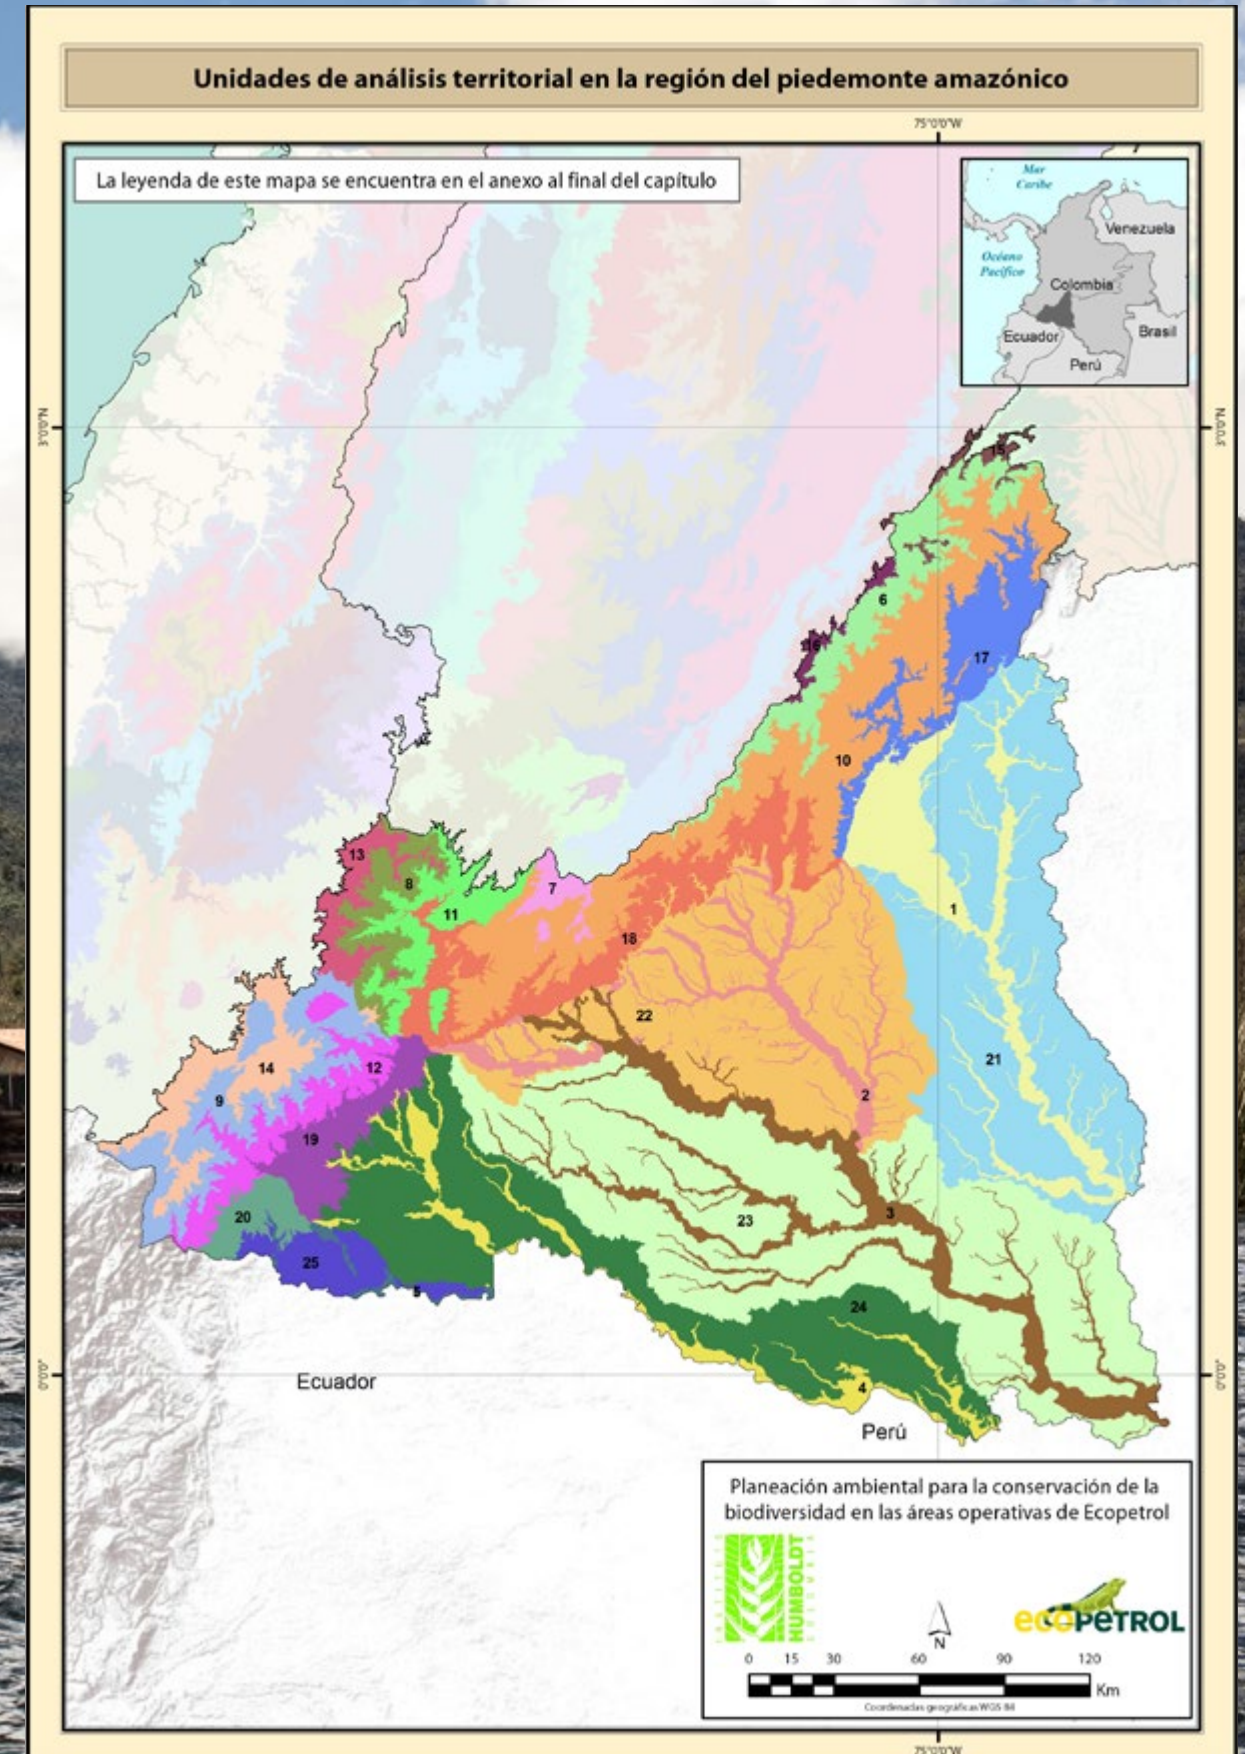 Unidades de análisis territorial en la región del piedemonte amazónico
75°0'0"W
La leyenda de este mapa se encuentra en el anexo al final del capítulo
Mar
Caribe
Venezuela
Océano
Pacífico
Colombia
Ecuador
Brasil
Perú
3°0'0"N
3°0'0"N
15
6
16
17
10
13
8
7
11
1
18
22
14
12
21
9
2
19
20
3
23
25
5
24
0°0'0"
0°0'0"
Ecuador
4
Perú
Planeación ambiental para la conservación de la
biodiversidad en las áreas operativas de Ecopetrol
HUMBOLDT
ecoPETROL
N
0 15 30 60 90 120
Km
Coordenadas geográficas WGS 84
75°0'0"W